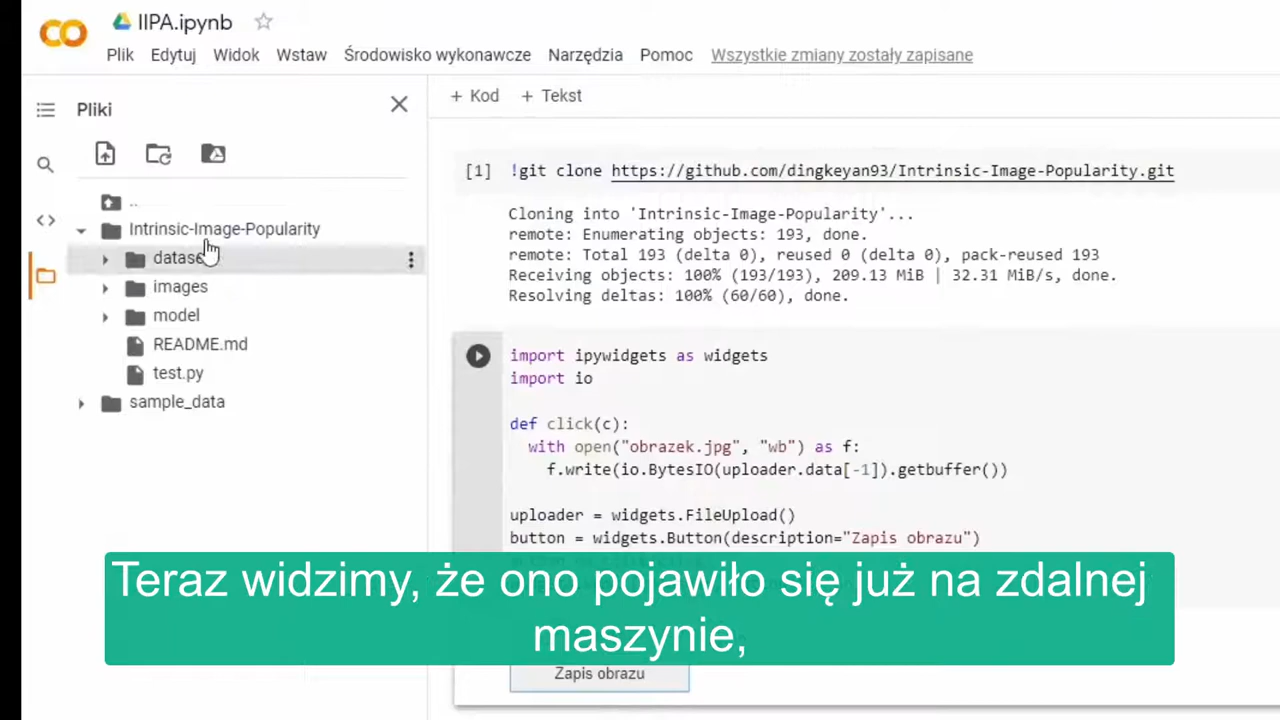 IIPA.ipynb
Plik Edytuj Widok Wstaw Środowisko wykonawcze Narzędzia Pomoc Wszystkie zmiany zostały zapisane
Pliki
+ Kod + Tekst
..
Intrinsic-Image-Popularity
images
model
README.md
test.py
sample_data
[1] !git clone https://github.com/dingkeyan93/Intrinsic-Image-Popularity.git
Cloning into 'Intrinsic-Image-Popularity'...
remote: Enumerating objects: 193, done.
remote: Total 193 (delta 0), reused 0 (delta 0), pack-reused 193
Receiving objects: 100% (193/193), 209.13 MiB | 32.31 MiB/s, done.
Resolving deltas: 100% (60/60), done.
import ipywidgets as widgets
import io
def click(c):
with open("obrazek.jpg", "wb") as f:
f.write(io.BytesIO(uploader.data[-1]).getbuffer())
uploader = widgets.FileUpload()
button = widgets.Button(description="Zapis obrazu")
Teraz widzimy, że ono pojawiło się już na zdalnej
maszynie,
Zapis obrazu